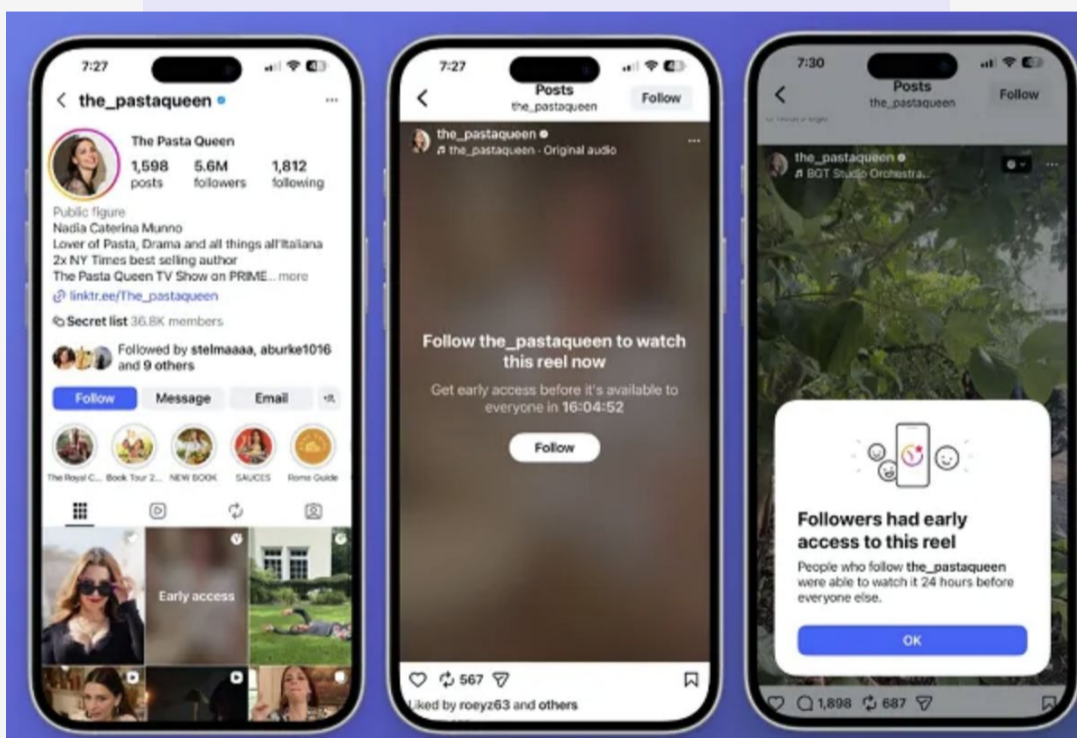 7:27
the_pastaqueen
The Pasta Queen
1,598 5.6M 1,812
posts followers following
Public figure
Nadia Caterina Munno
Lover of Pasta, Drama and all things all'Italiana
2x NY Times best selling author
The Pasta Queen TV Show on PRIME... more
linktr.ee/The_pastaqueen
Secret list 36.8K members
Followed by stelmaaaa, aburke1016
and 9 others
Follow Message Email
The Royal C... Book Tour 2... NEW BOOK SAUCES Rome Guide
Early access
7:27
Posts
the_pastaqueen
Follow
the_pastaqueen
the_pastaqueen · Original audio
Follow the_pastaqueen to watch
this reel now
Get early access before it's available to
everyone in 16:04:52
Follow
567
Liked by roeyz63 and others
7:30
Posts
the_pastaqueen
Follow
the_pastaqueen
BGT Studio Orchestra...
Followers had early
access to this reel
People who follow the_pastaqueen
were able to watch it 24 hours before
everyone else.
OK
1,898 687